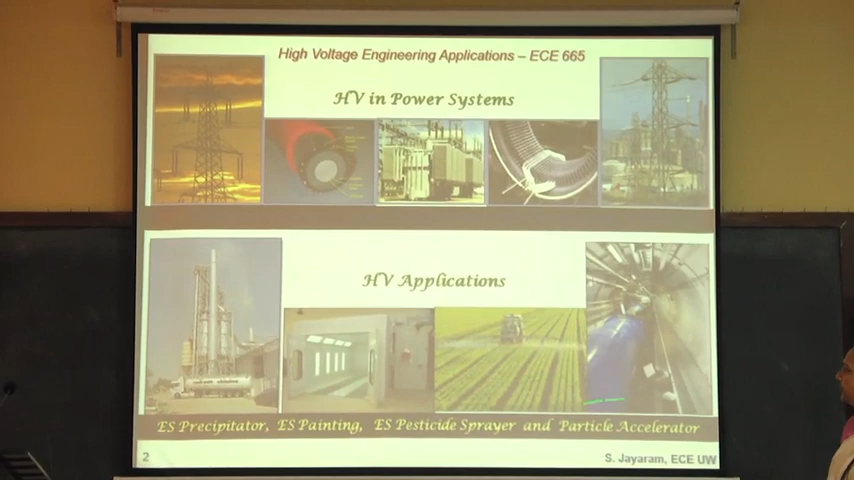 High Voltage Engineering Applications – ECE 665
HV in Power Systems
HV Applications
ES Precipitator, ES Painting, ES Pesticide Sprayer and Particle Accelerator
2
S. Jayaram, ECE UW